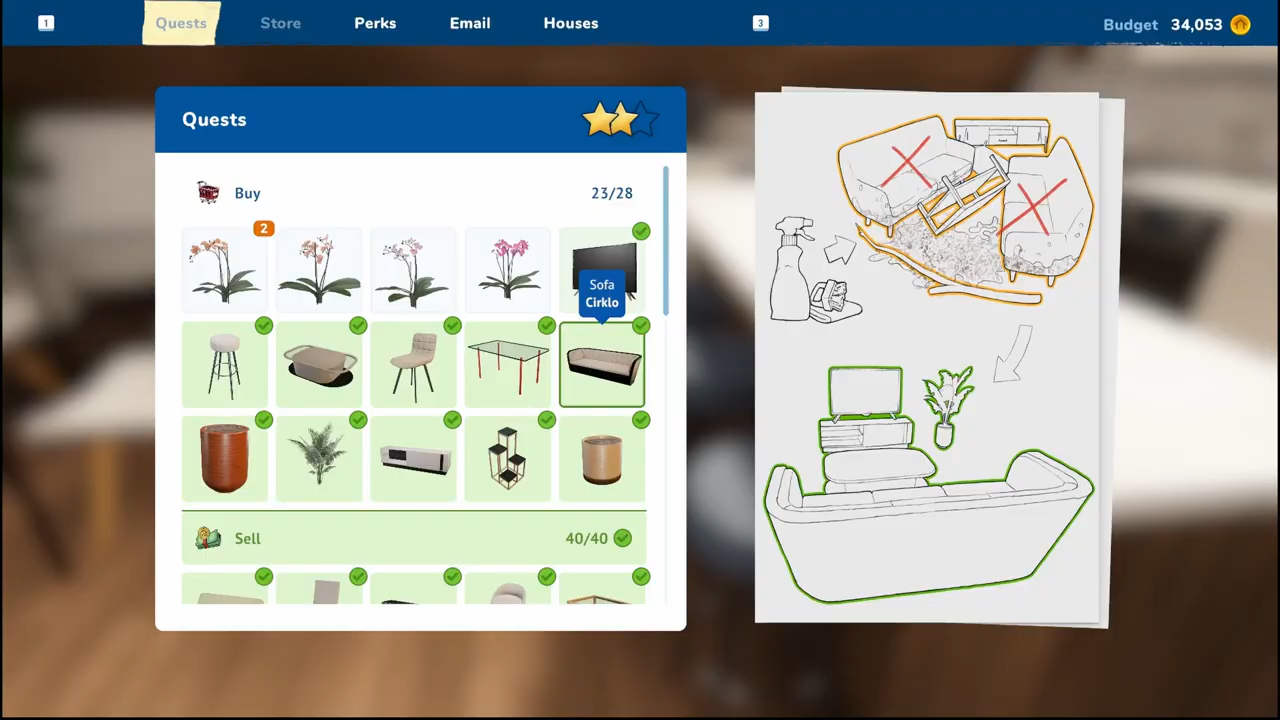 1
Quests
Store
Perks
Email
Houses
3
Budget 34,053
Quests
Buy 23/28
2
Sofa
Cirklo
Sell 40/40